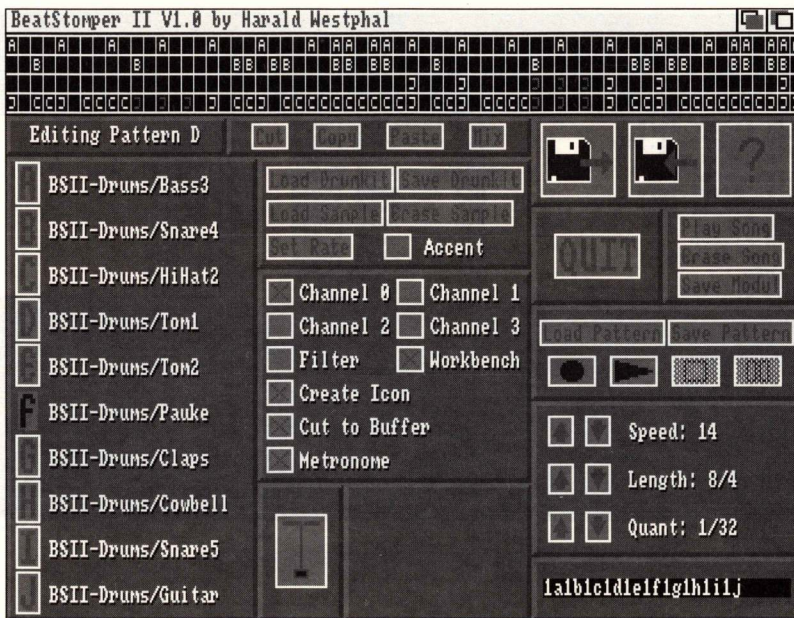 BeatStomper II V1.0 by Harald Westphal
Editing Pattern D
Cut Copy Paste Mix
A BSII-Drums/Bass3
B BSII-Drums/Snare4
C BSII-Drums/HiHat2
D BSII-Drums/Tom1
E BSII-Drums/Tom2
F BSII-Drums/Pauke
G BSII-Drums/Claps
H BSII-Drums/Cowbell
I BSII-Drums/Snare5
J BSII-Drums/Guitar
Load Drumkit Save Drumkit
Load Sample Erase Sample
Set Rate Accent
Channel 0 Channel 1
Channel 2 Channel 3
Filter Workbench
Create Icon
Cut to Buffer
Metronome
?
QUIT
Play Song
Erase Song
Save Modul
Load Pattern Save Pattern
Speed: 14
Length: 8/4
Quant: 1/32
1a1b1c1d1e1f1g1h1i1j